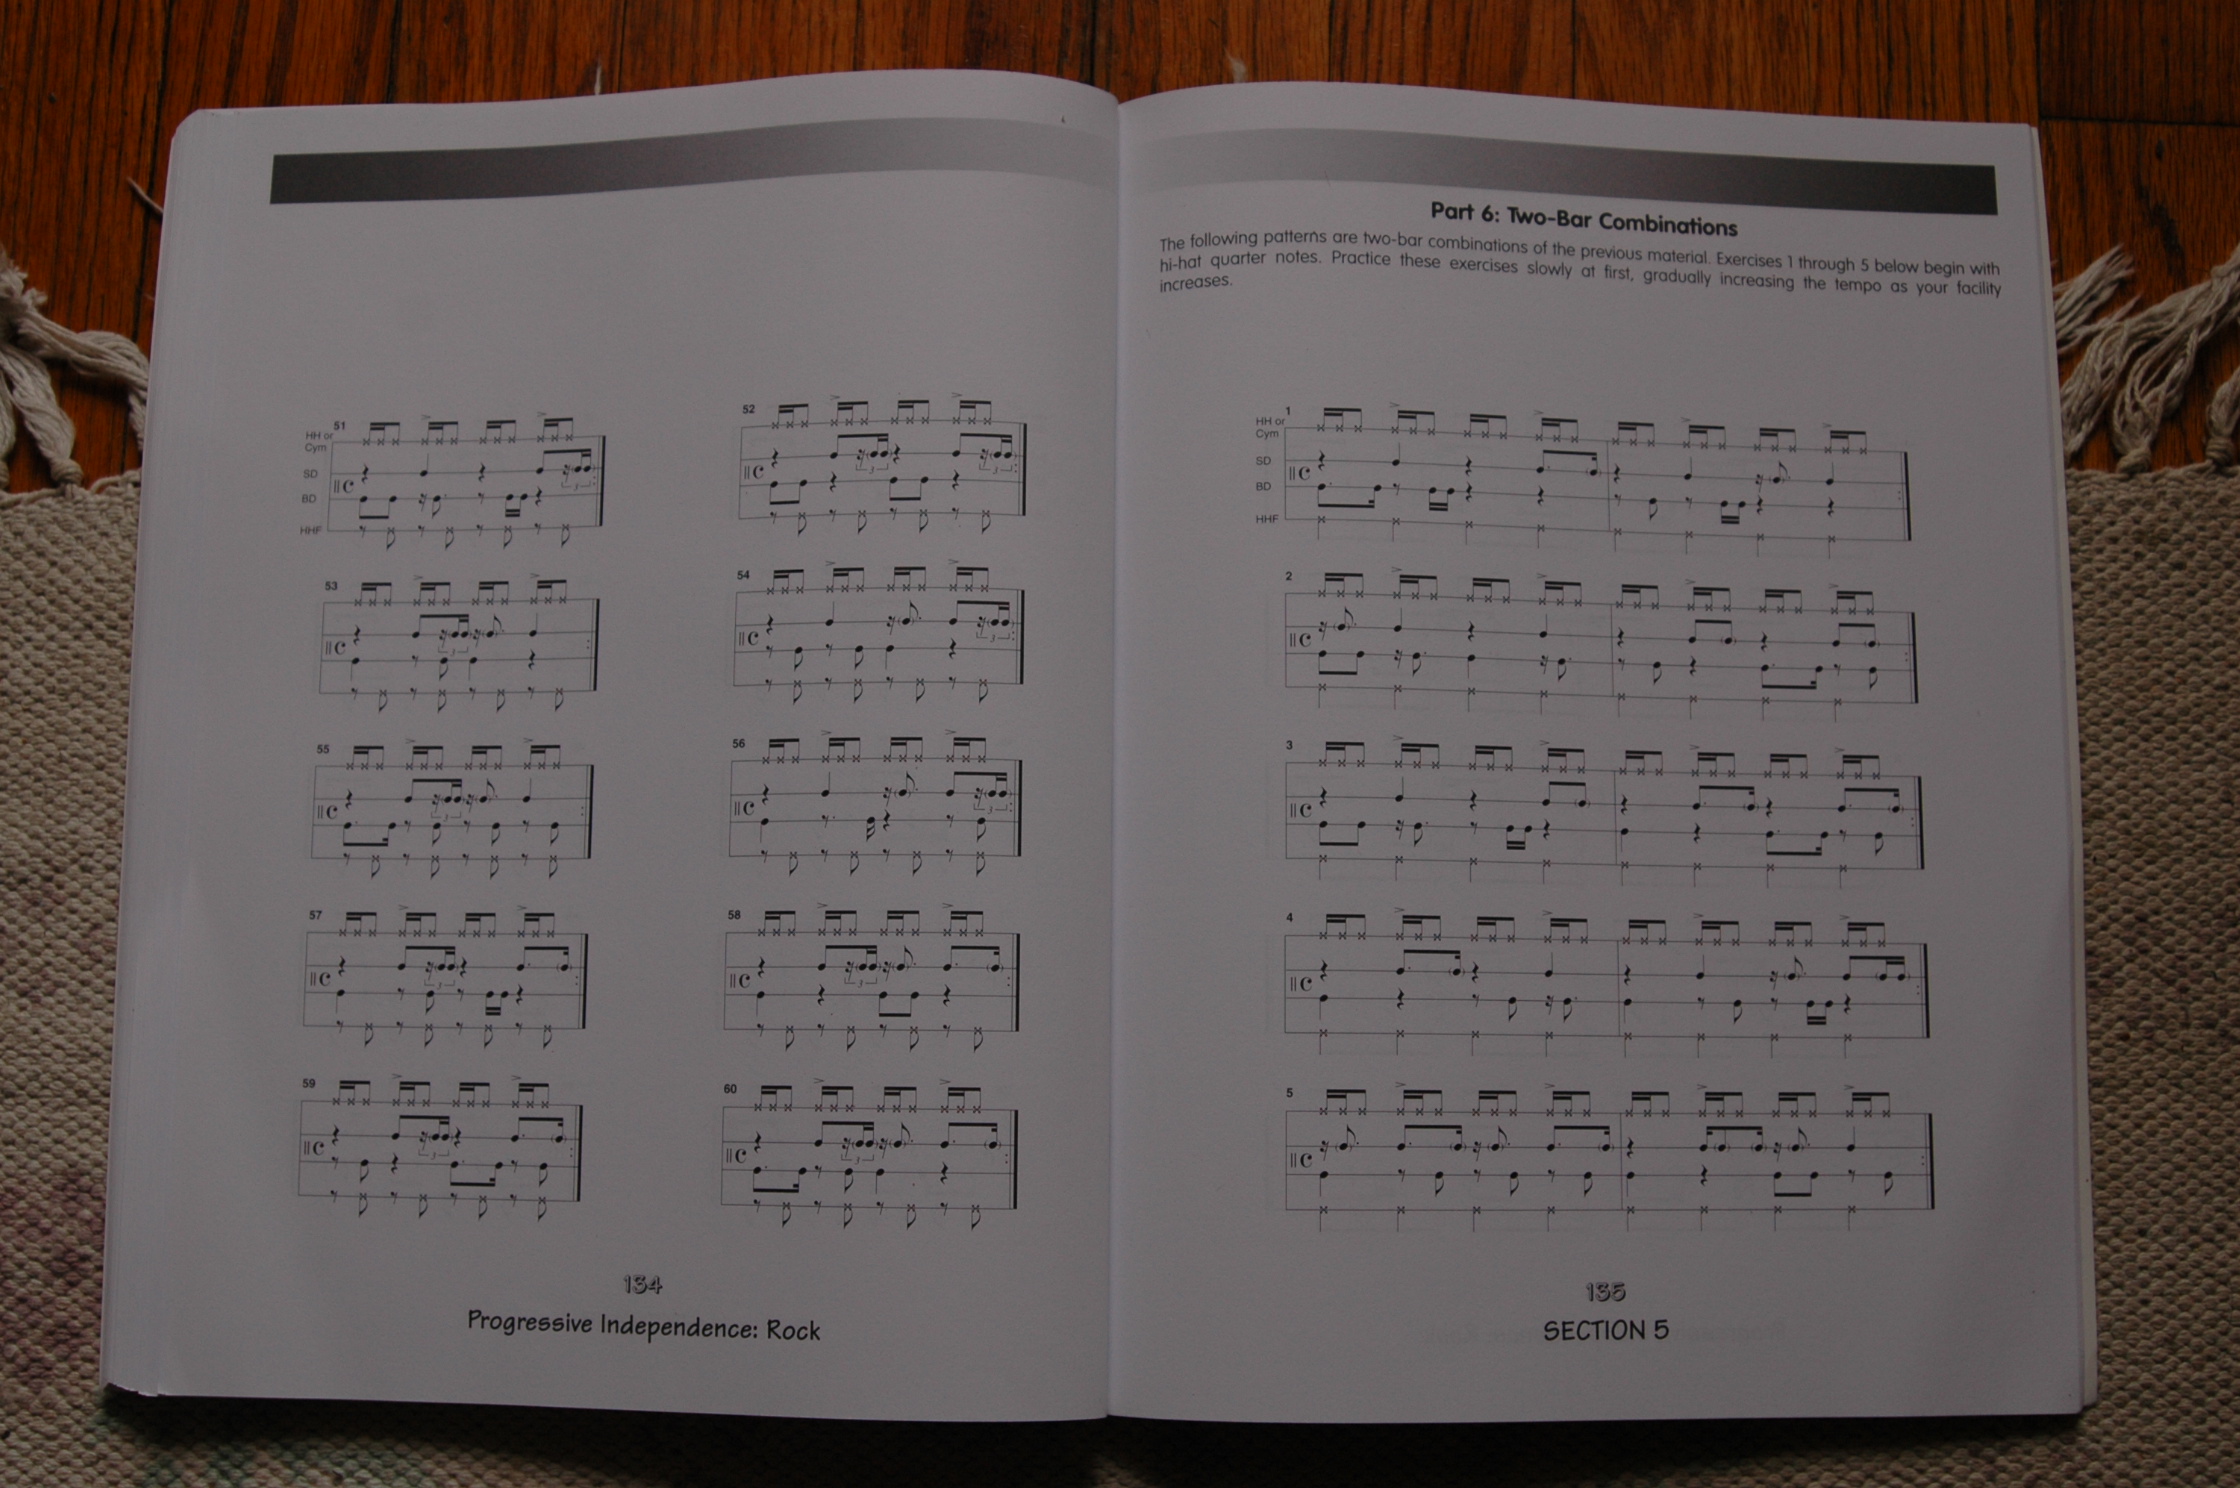 51
52
HH or
Cym
SD
BD
HHF
53
54
55
56
57
58
59
60
134
Progressive Independence: Rock
Part 6: Two-Bar Combinations
The following patterns are two-bar combinations of the previous material. Exercises 1 through 5 below begin with
hi-hat quarter notes. Practice these exercises slowly at first, gradually increasing the tempo as your facility
increases.
1
HH or
Cym
SD
BD
HHF
2
3
4
5
135
SECTION 5